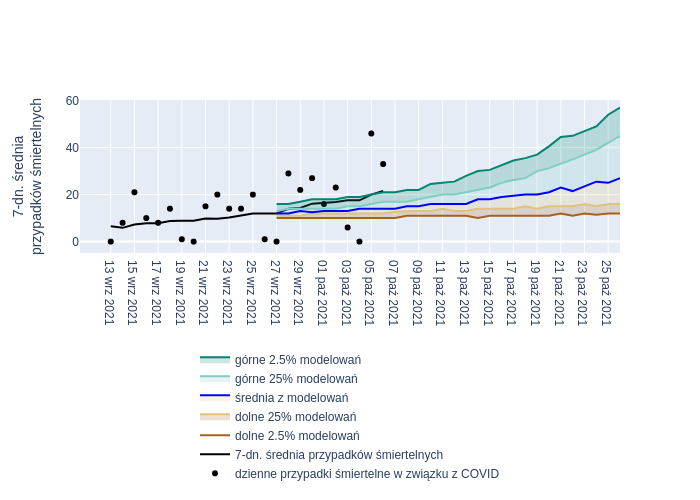 7-dn. średnia
przypadków śmiertelnych
60
40
20
0
13 wrz 2021
15 wrz 2021
17 wrz 2021
19 wrz 2021
21 wrz 2021
23 wrz 2021
25 wrz 2021
27 wrz 2021
29 wrz 2021
01 paź 2021
03 paź 2021
05 paź 2021
07 paź 2021
09 paź 2021
11 paź 2021
13 paź 2021
15 paź 2021
17 paź 2021
19 paź 2021
21 paź 2021
23 paź 2021
25 paź 2021
górne 2.5% modelowań
górne 25% modelowań
średnia z modelowań
dolne 25% modelowań
dolne 2.5% modelowań
7-dn. średnia przypadków śmiertelnych
dzienne przypadki śmiertelne w związku z COVID